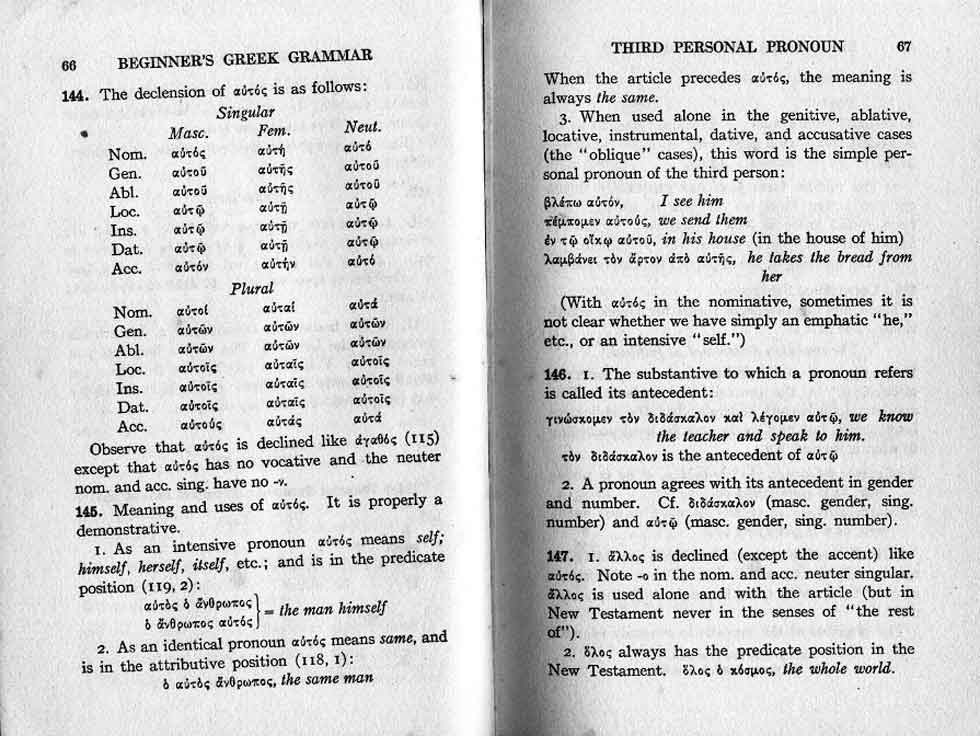 66 BEGINNER'S GREEK GRAMMAR
144. The declension of αὐτός is as follows:
Singular
Masc. Fem. Neut.
Nom. αὐτός αὐτή αὐτό
Gen. αὐτοῦ αὐτῆς αὐτοῦ
Abl. αὐτοῦ αὐτῆς αὐτοῦ
Loc. αὐτῷ αὐτῇ αὐτῷ
Ins. αὐτῷ αὐτῇ αὐτῷ
Dat. αὐτῷ αὐτῇ αὐτῷ
Acc. αὐτόν αὐτήν αὐτό
Plural
Nom. αὐτοί αὐταί αὐτά
Gen. αὐτῶν αὐτῶν αὐτῶν
Abl. αὐτῶν αὐτῶν αὐτῶν
Loc. αὐτοῖς αὐταῖς αὐτοῖς
Ins. αὐτοῖς αὐταῖς αὐτοῖς
Dat. αὐτοῖς αὐταῖς αὐτοῖς
Acc. αὐτούς αὐτάς αὐτά
Observe that αὐτός is declined like ἀγαθός (115)
except that αὐτός has no vocative and the neuter
nom. and acc. sing. have no -ν.
145. Meaning and uses of αὐτός. It is properly a
demonstrative.
1. As an intensive pronoun αὐτός means self;
himself, herself, itself, etc.; and is in the predicate
position (119, 2):
αὐτὸς ὁ ἄνθρωπος
ὁ ἄνθρωπος αὐτός } = the man himself
2. As an identical pronoun αὐτός means same, and
is in the attributive position (118, 1):
ὁ αὐτὸς ἄνθρωπος, the same man
THIRD PERSONAL PRONOUN 67
When the article precedes αὐτός, the meaning is
always the same.
3. When used alone in the genitive, ablative,
locative, instrumental, dative, and accusative cases
(the "oblique" cases), this word is the simple per-
sonal pronoun of the third person:
βλέπω αὐτόν, I see him
πέμπομεν αὐτούς, we send them
ἐν τῷ οἴκῳ αὐτοῦ, in his house (in the house of him)
λαμβάνει τὸν ἄρτον ἀπὸ αὐτῆς, he takes the bread from
her
(With αὐτός in the nominative, sometimes it is
not clear whether we have simply an emphatic "he,"
etc., or an intensive "self.")
146. 1. The substantive to which a pronoun refers
is called its antecedent:
γινώσκομεν τὸν διδάσκαλον καὶ λέγομεν αὐτῷ, we know
the teacher and speak to him.
τὸν διδάσκαλον is the antecedent of αὐτῷ
2. A pronoun agrees with its antecedent in gender
and number. Cf. διδάσκαλον (masc. gender, sing.
number) and αὐτῷ (masc. gender, sing. number).
147. 1. ἄλλος is declined (except the accent) like
αὐτός. Note -ο in the nom. and acc. neuter singular.
ἄλλος is used alone and with the article (but in
New Testament never in the senses of "the rest
of").
2. ὅλος always has the predicate position in the
New Testament. ὅλος ὁ κόσμος, the whole world.